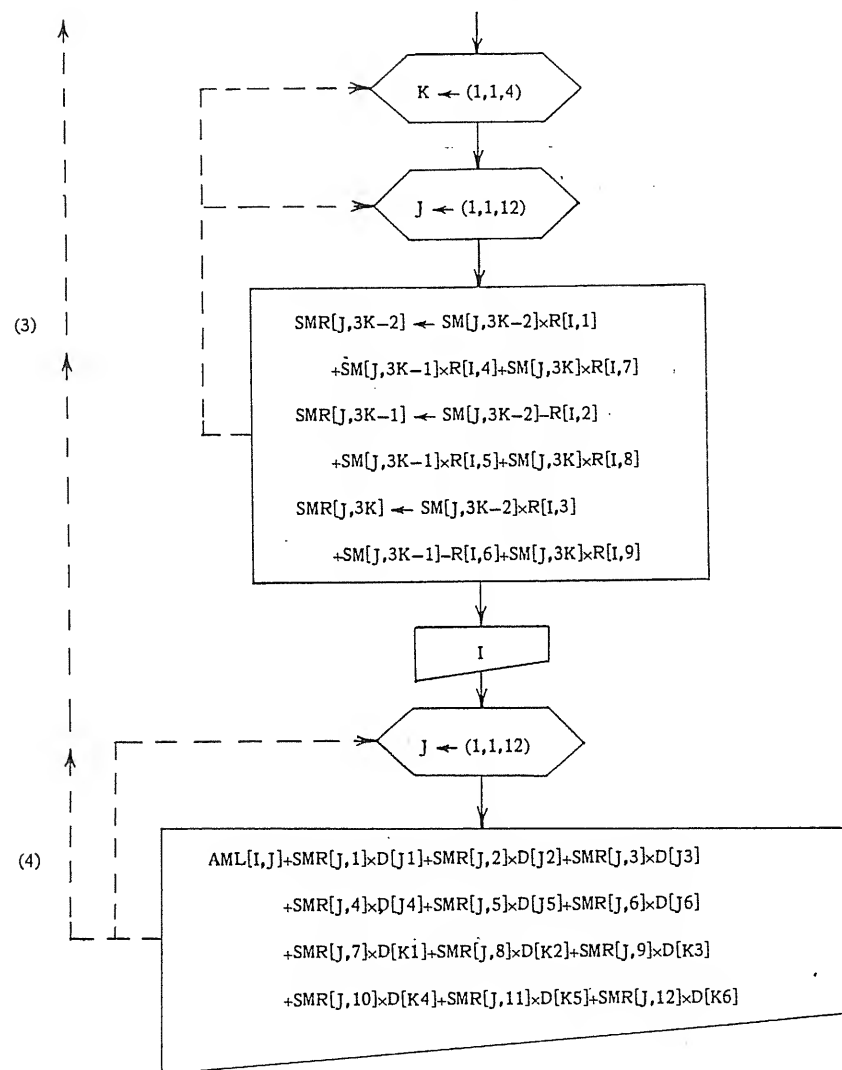 K ← (1,1,4)
J ← (1,1,12)
(3)
SMR[J,3K−2] ← SM[J,3K−2]×R[I,1]
+SM[J,3K−1]×R[I,4]+SM[J,3K]×R[I,7]
SMR[J,3K−1] ← SM[J,3K−2]−R[I,2]
+SM[J,3K−1]×R[I,5]+SM[J,3K]×R[I,8]
SMR[J,3K] ← SM[J,3K−2]×R[I,3]
+SM[J,3K−1]−R[I,6]+SM[J,3K]×R[I,9]
I
J ← (1,1,12)
(4)
AML[I,J]+SMR[J,1]×D[J1]+SMR[J,2]×D[J2]+SMR[J,3]×D[J3]
+SMR[J,4]×D[J4]+SMR[J,5]×D[J5]+SMR[J,6]×D[J6]
+SMR[J,7]×D[K1]+SMR[J,8]×D[K2]+SMR[J,9]×D[K3]
+SMR[J,10]×D[K4]+SMR[J,11]×D[K5]+SMR[J,12]×D[K6]